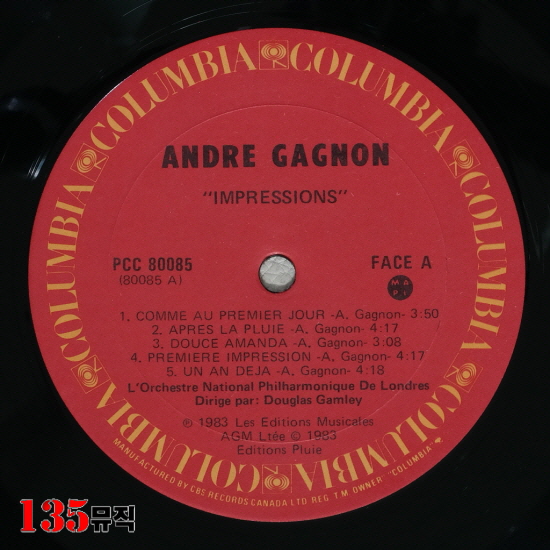 COLUMBIA COLUMBIA COLUMBIA COLUMBIA COLUMBIA COLUMBIA
ANDRE GAGNON
"IMPRESSIONS"
PCC 80085
(80085 A)
FACE A
MAPI
1. COMME AU PREMIER JOUR -A. Gagnon- 3:50
2. APRES LA PLUIE -A. Gagnon- 4:17
3. DOUCE AMANDA -A. Gagnon- 3:08
4. PREMIERE IMPRESSION -A. Gagnon- 4:17
5. UN AN DEJA -A. Gagnon- 4:18
L'Orchestre National Philharmonique De Londres
Dirige par: Douglas Gamley
℗ 1983 Les Editions Musicales
AGM Ltée © 1983
Editions Pluie
MANUFACTURED BY CBS RECORDS CANADA LTD. REG. T M OWNER "COLUMBIA"
135뮤직